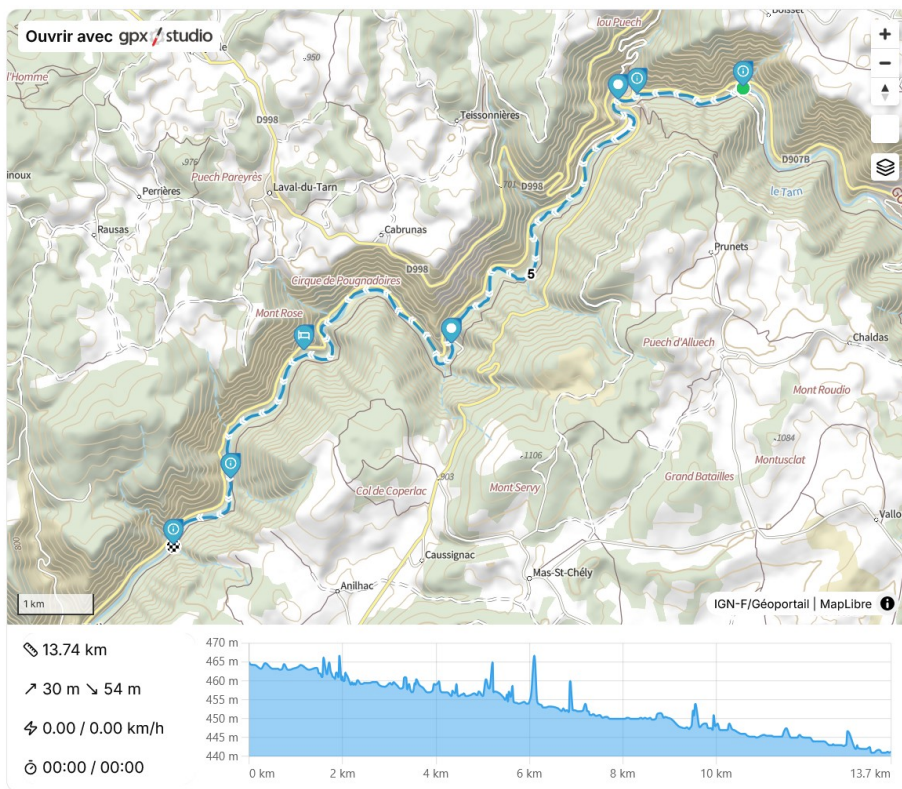 Ouvrir avec gpx studio
lou Puech
Boisset
l'Homme
950
D998
Teissonnières
D907B
le Tarn
976
Puech Pareyrès
Perrières
Laval-du-Tarn
701
D998
inoux
Rausas
Cabrunas
Prunets
D998
5
Cirque de Pougnadoires
Mont Rose
Puech d'Alluech
Chaldas
Mont Roudio
1084
Montusclat
1106
903
Grand Batailles
Col de Coperlac
Mont Servy
Vallo
008
Caussignac
Mas-St-Chély
Anilhac
1 km
IGN-F/Géoportail | MapLibre
13.74 km
30 m 54 m
0.00 / 0.00 km/h
00:00 / 00:00
470 m
465 m
460 m
455 m
450 m
445 m
440 m
0 km 2 km 4 km 6 km 8 km 10 km 13.7 km